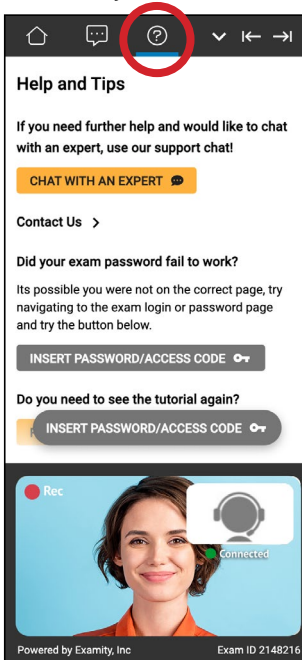 Help and Tips
If you need further help and would like to chat
with an expert, use our support chat!
CHAT WITH AN EXPERT
Contact Us >
Did your exam password fail to work?
Its possible you were not on the correct page, try
navigating to the exam login or password page
and try the button below.
INSERT PASSWORD/ACCESS CODE
Do you need to see the tutorial again?
INSERT PASSWORD/ACCESS CODE
Rec
Connected
Powered by Examity, Inc
Exam ID 2148216